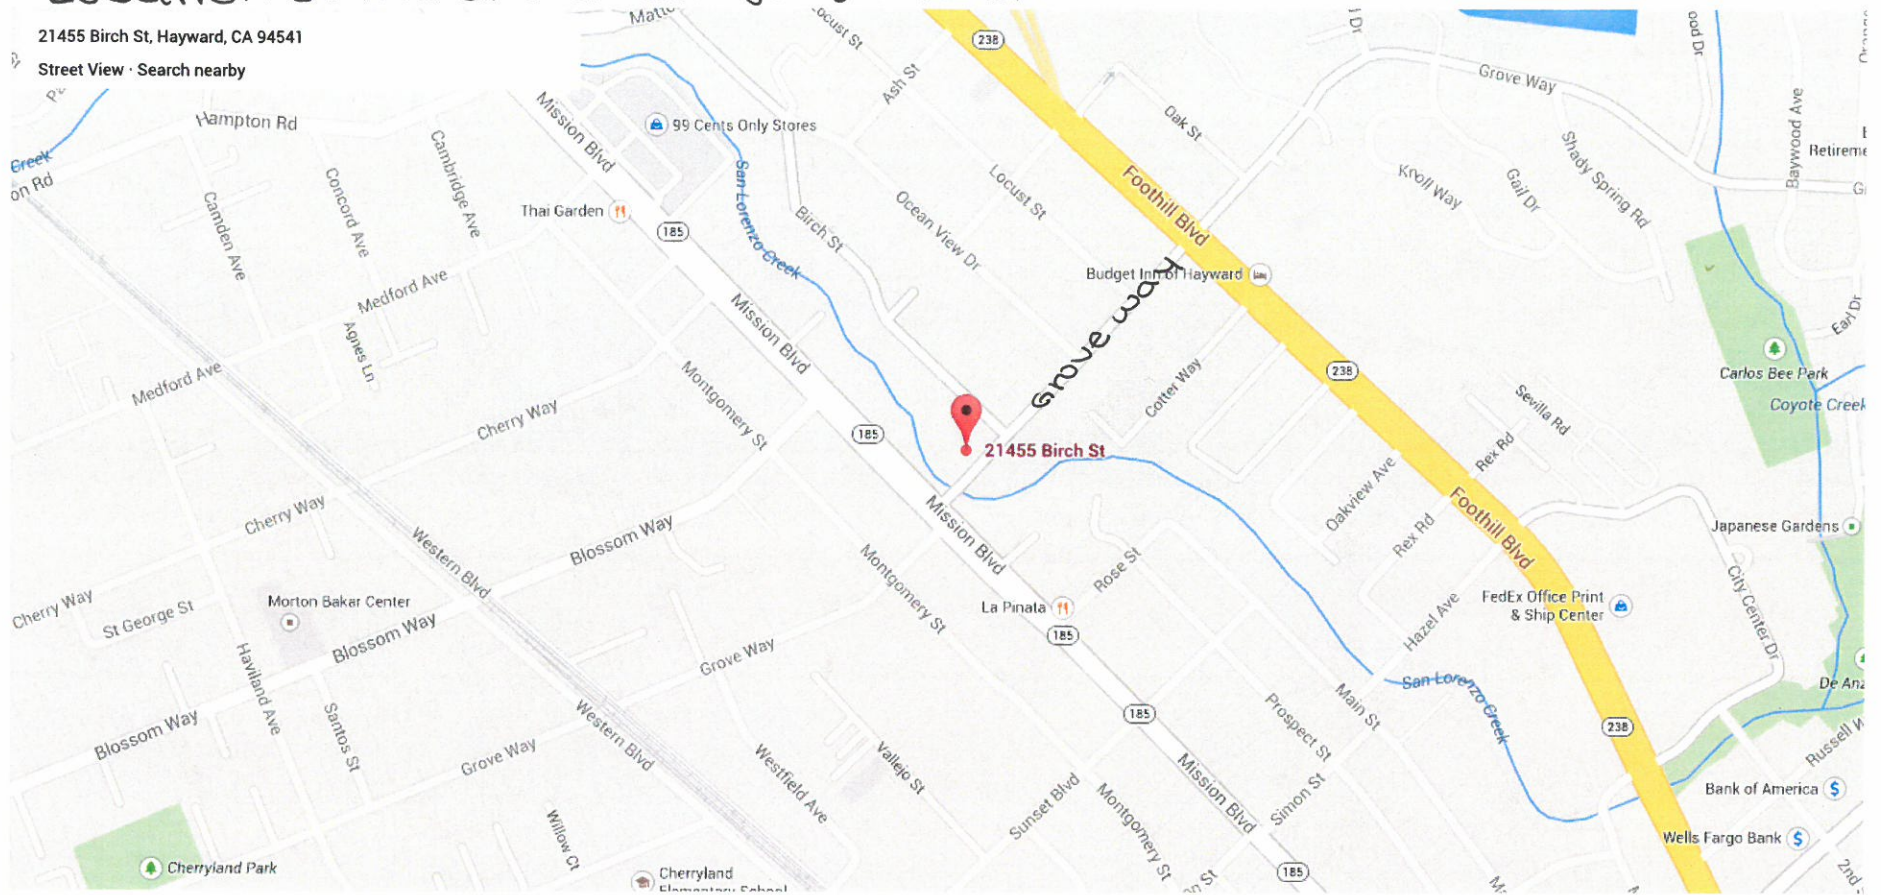 21455 Birch St, Hayward, CA 94541
Street View · Search nearby
Locust St
238
Ash St
Grove Way
Mission Blvd
99 Cents Only Stores
Oak St
Hampton Rd
Cambridge Ave
Baywood Ave
Shady Spring Rd
Creek
Concord Ave
Camden Ave
San Lorenzo Creek
Locust St
Foothill Blvd
Knoll Way
Gail Dr
Thai Garden
185
Birch St
Ocean View Dr
Medford Ave
Budget Inn of Hayward
Grove Way
Mission Blvd
Agnes Ln
Earl Dr
Medford Ave
Montgomery St
Cotter Way
238
Carlos Bee Park
Coyote Creek
Sevilla Rd
Cherry Way
185
21455 Birch St
Rex Rd
Oakview Ave
Foothill Blvd
Cherry Way
Western Blvd
Blossom Way
Mission Blvd
Rex Rd
Japanese Gardens
Montgomery St
Rose St
City Center Dr
Cherry Way
St George St
Morton Bakar Center
Blossom Way
La Pinata
185
Hazel Ave
FedEx Office Print
& Ship Center
Haviland Ave
Grove Way
San Lorenzo Creek
Main St
Blossom Way
Santos St
Western Blvd
185
Prospect St
238
Grove Way
Westfield Ave
Vallejo St
Mission Blvd
Simon St
Sunset Blvd
Montgomery St
Bank of America
Wells Fargo Bank
Willow Ct
Cherryland Park
Cherryland
Elementary School
185
2nd